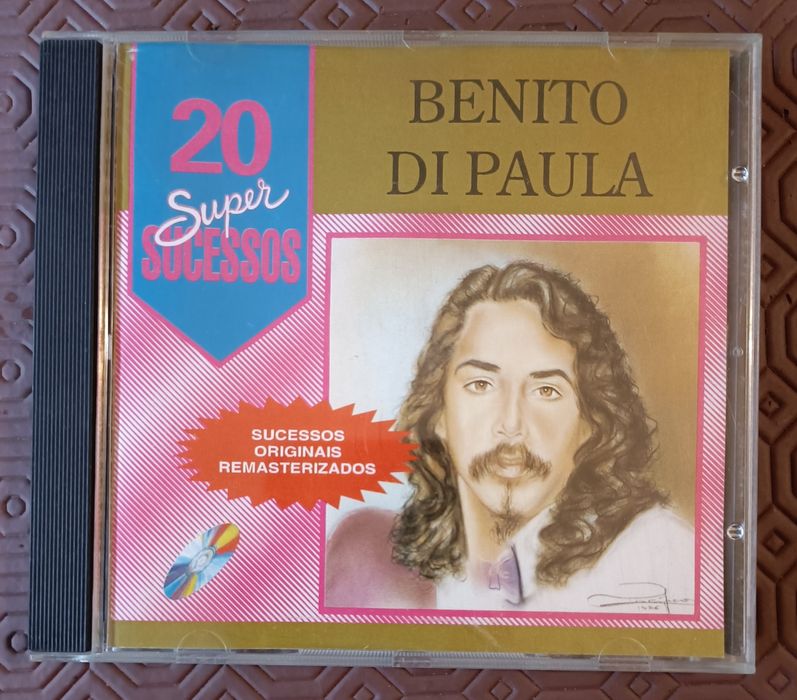 20
Super
SUCESSOS
BENITO
DI PAULA
SUCESSOS
ORIGINAIS
REMASTERIZADOS